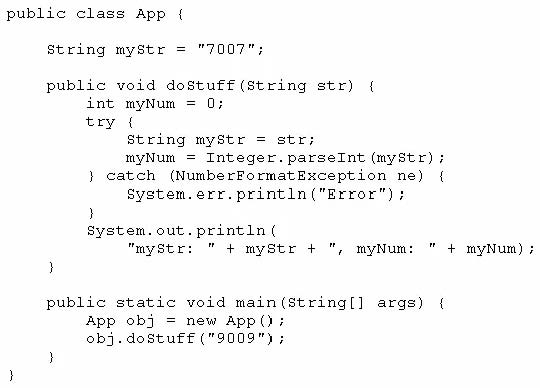 public class App {
String myStr = "7007";
public void doStuff(String str) {
int myNum = 0;
try {
String myStr = str;
myNum = Integer.parseInt(myStr);
} catch (NumberFormatException ne) {
System.err.println("Error");
}
System.out.println(
"myStr: " + myStr + ", myNum: " + myNum);
}
public static void main(String[] args) {
App obj = new App();
obj.doStuff("9009");
}
}